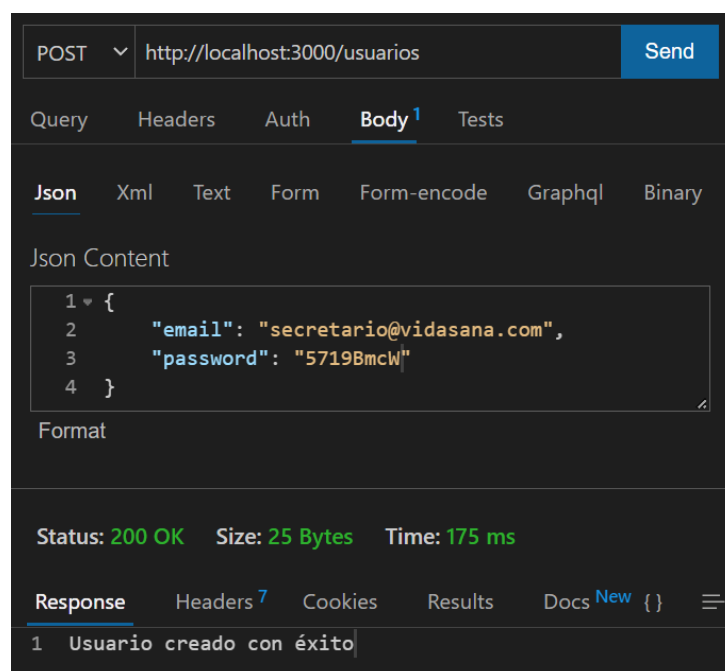 POST http://localhost:3000/usuarios Send
Query Headers Auth Body 1 Tests
Json Xml Text Form Form-encode Graphql Binary
Json Content
1 {
2 "email": "secretario@vidasana.com",
3 "password": "5719BmcW"
4 }
Format
Status: 200 OK Size: 25 Bytes Time: 175 ms
Response Headers 7 Cookies Results Docs New { }
1 Usuario creado con éxito